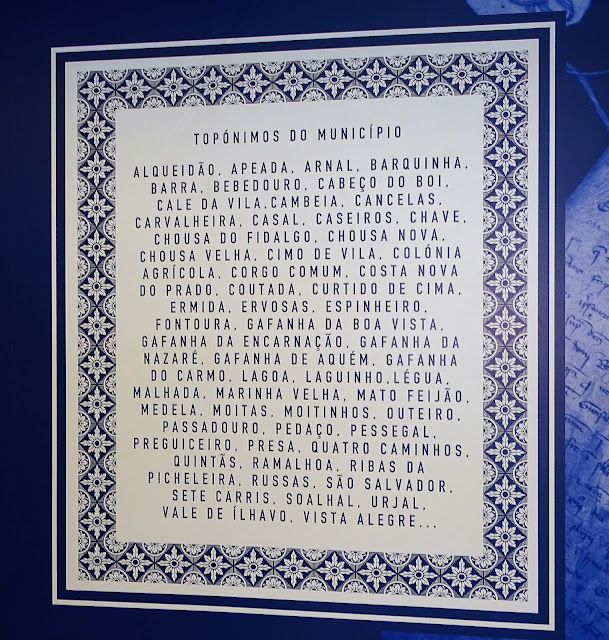 TOPÓNIMOS DO MUNICÍPIO
ALQUEIDÃO, APEADA, ARNAL, BARQUINHA,
BARRA, BEBEDOURO, CABEÇO DO BOI,
CALE DA VILA,CAMBEIA, CANCELAS,
CARVALHEIRA, CASAL, CASEIROS, CHAVE,
CHOUSA DO FIDALGO, CHOUSA NOVA,
CHOUSA VELHA, CIMO DE VILA, COLÓNIA
AGRÍCOLA, CORGO COMUM, COSTA NOVA
DO PRADO, COUTADA, CURTIDO DE CIMA,
ERMIDA, ERVOSAS, ESPINHEIRO,
FONTOURA, GAFANHA DA BOA VISTA,
GAFANHA DA ENCARNAÇÃO, GAFANHA DA
NAZARÉ, GAFANHA DE AQUÉM, GAFANHA
DO CARMO, LAGOA, LAGUINHO,LÉGUA,
MALHADA, MARINHA VELHA, MATO FEIJÃO,
MEDELA, MOITAS, MOITINHOS, OUTEIRO,
PASSADOURO, PEDAÇO, PESSEGAL,
PREGUICEIRO, PRESA, QUATRO CAMINHOS,
QUINTÃS, RAMALHOA, RIBAS DA
PICHELEIRA, RUSSAS, SÃO SALVADOR,
SETE CARRIS, SOALHAL, URJAL,
VALE DE ÍLHAVO, VISTA ALEGRE...